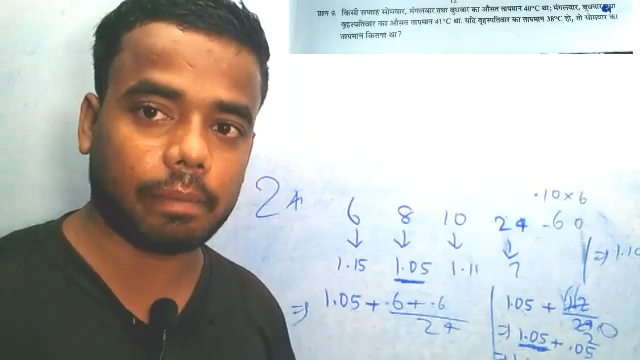 प्रश्न 9. किसी सप्ताह सोमवार, मंगलवार तथा बुधवार का औसत तापमान 40°C था; मंगलवार, बुधवार तथा
बृहस्पतिवार का औसत तापमान 41°C था. यदि बृहस्पतिवार का तापमान 38°C हो, तो सोमवार का
तापमान कितना था?
.10×6
24 6 8 10 24 -60
1.15 1.05 1.11 ⇒ 1.10
⇒ 1.05 + .6 + .6 / 24
1.05 +
⇒ 1.05 + .05